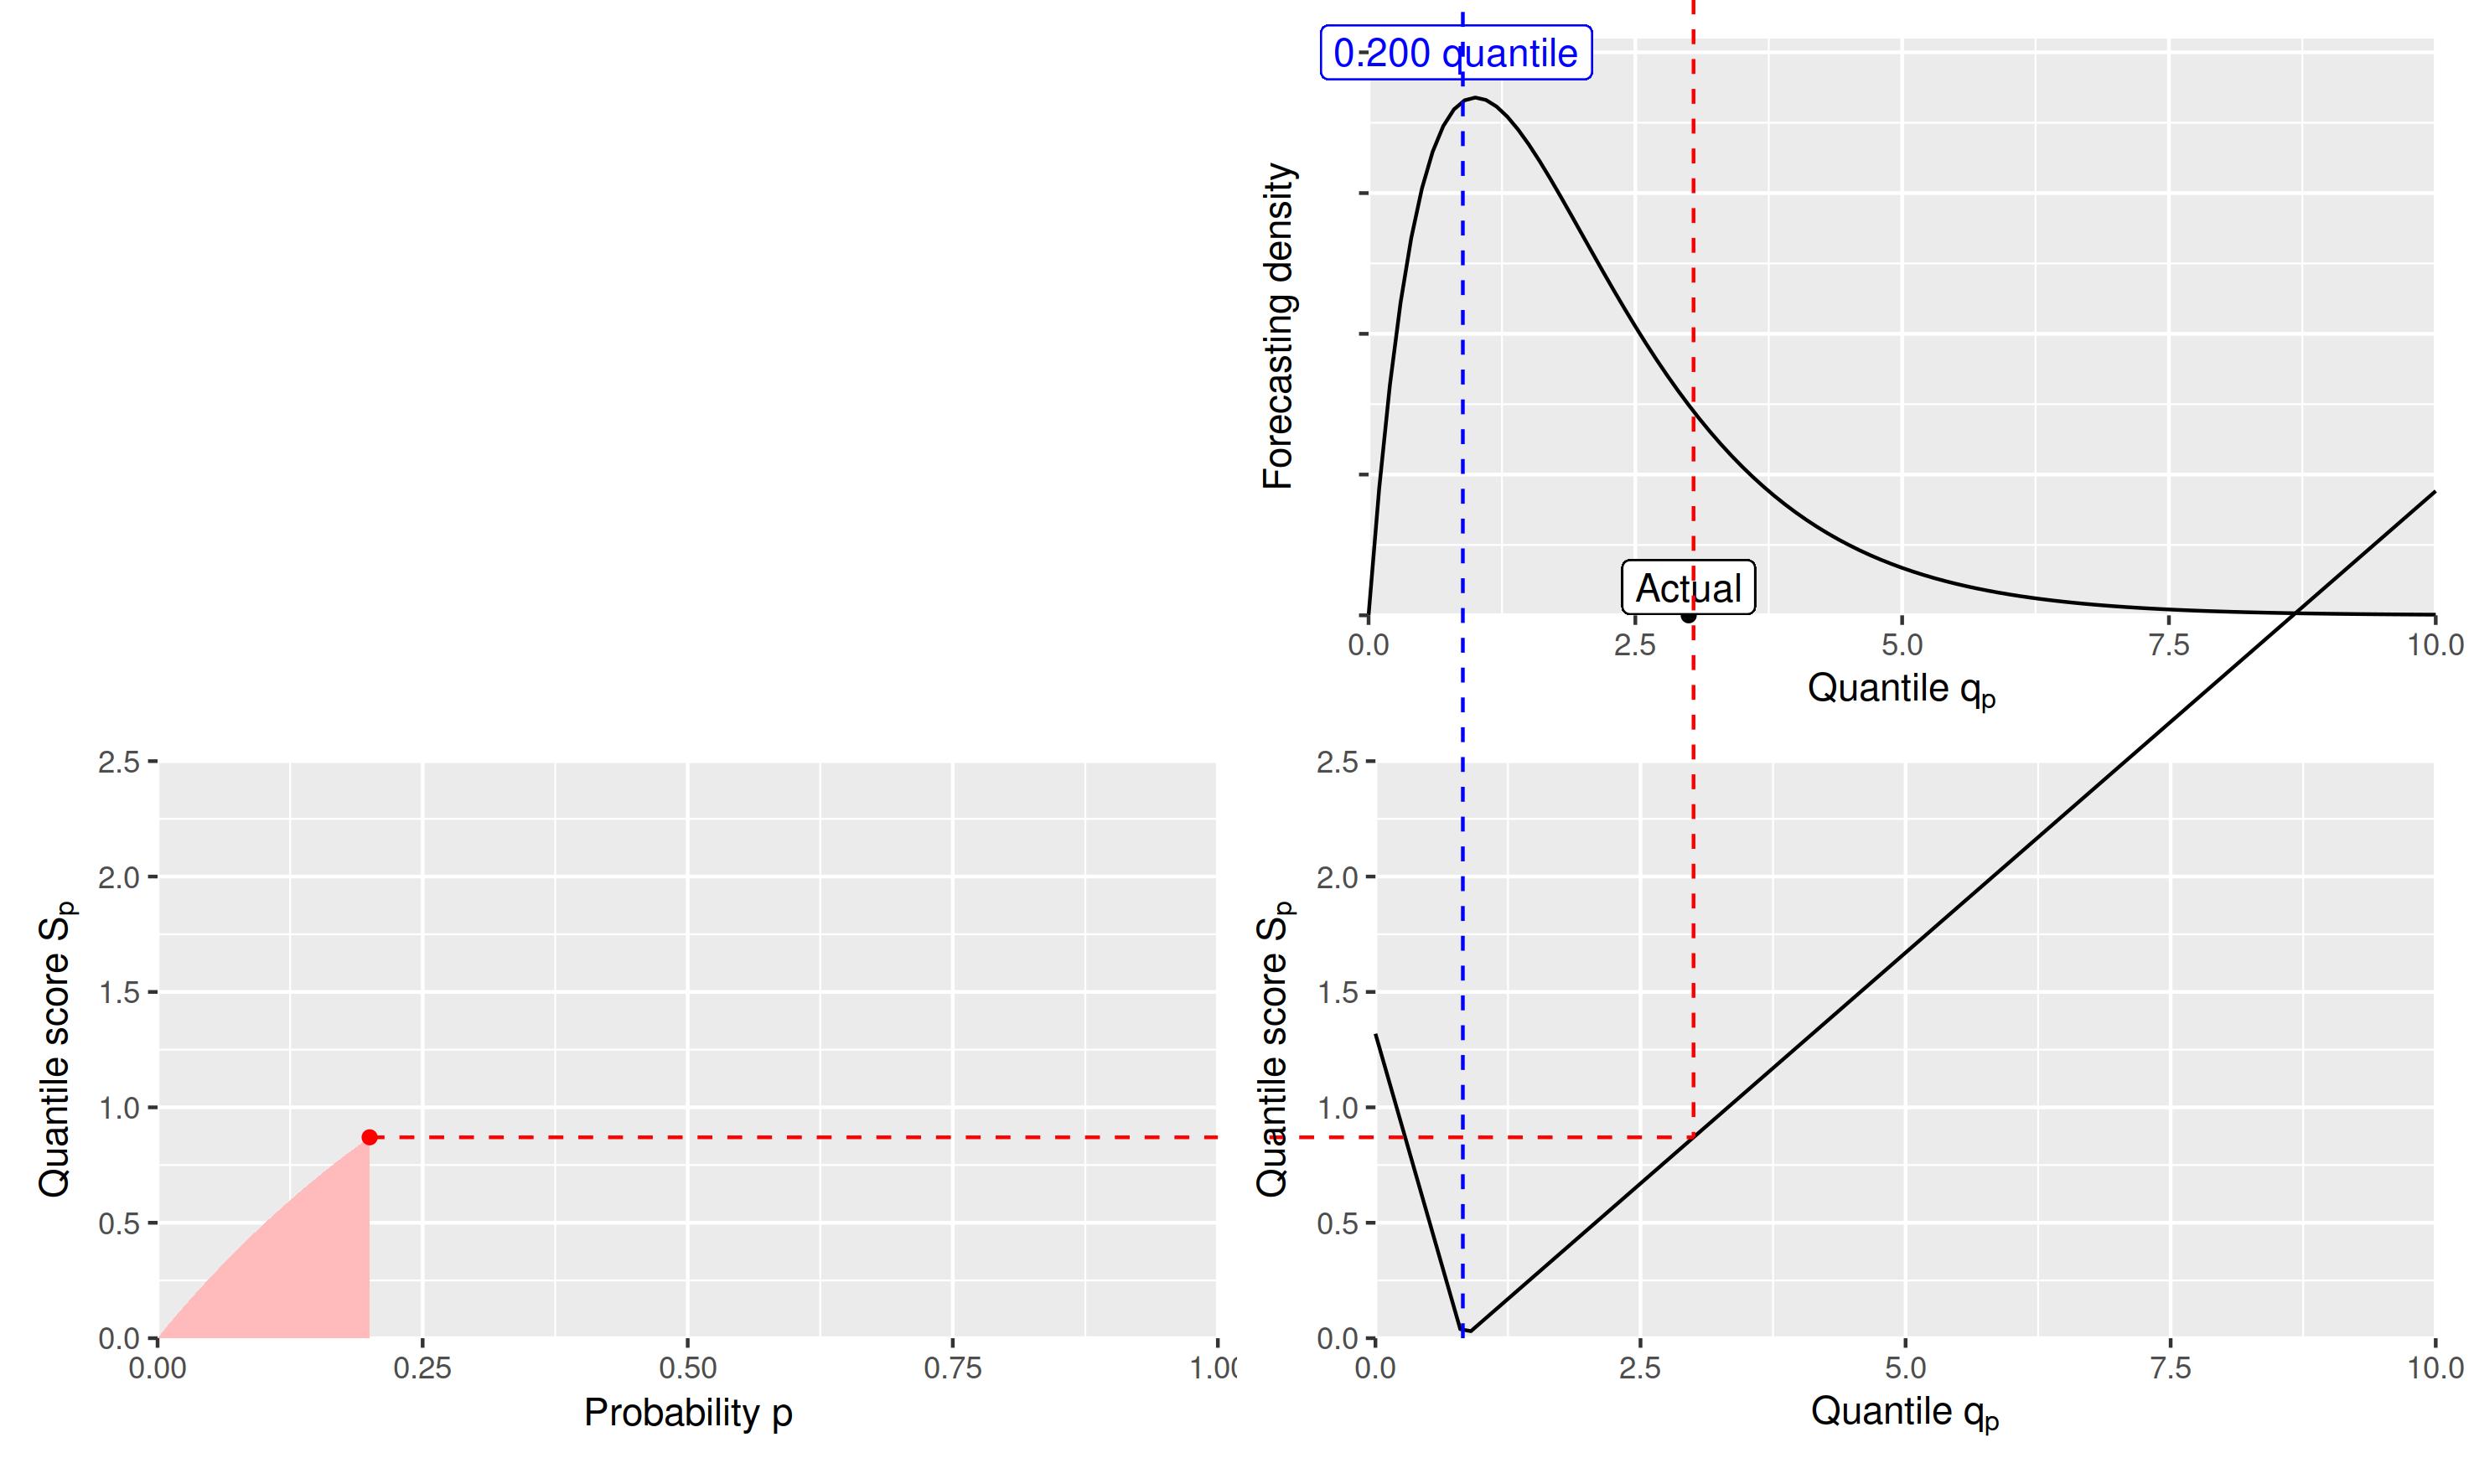 0.200 quantile
Forecasting density
Actual
0.0 2.5 5.0 7.5 10.0
Quantile qp
2.5
2.0
1.5
1.0
0.5
0.0
Quantile score Sp
0.00 0.25 0.50 0.75 1.00
Probability p
2.5
2.0
1.5
1.0
0.5
0.0
Quantile score Sp
0.0 2.5 5.0 7.5 10.0
Quantile qp